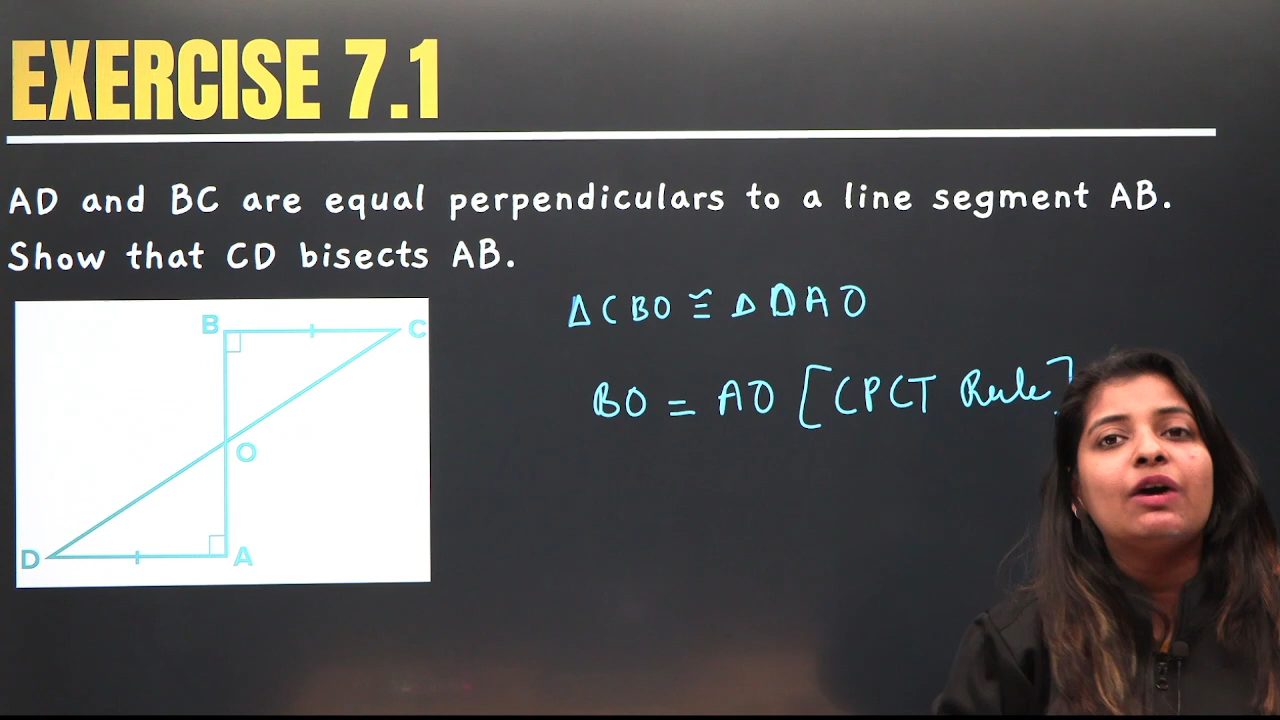 EXERCISE 7.1
AD and BC are equal perpendiculars to a line segment AB.
Show that CD bisects AB.
ΔCBO ≅ ΔDAO
BO = AO [CPCT Rule]
B
C
O
D
A